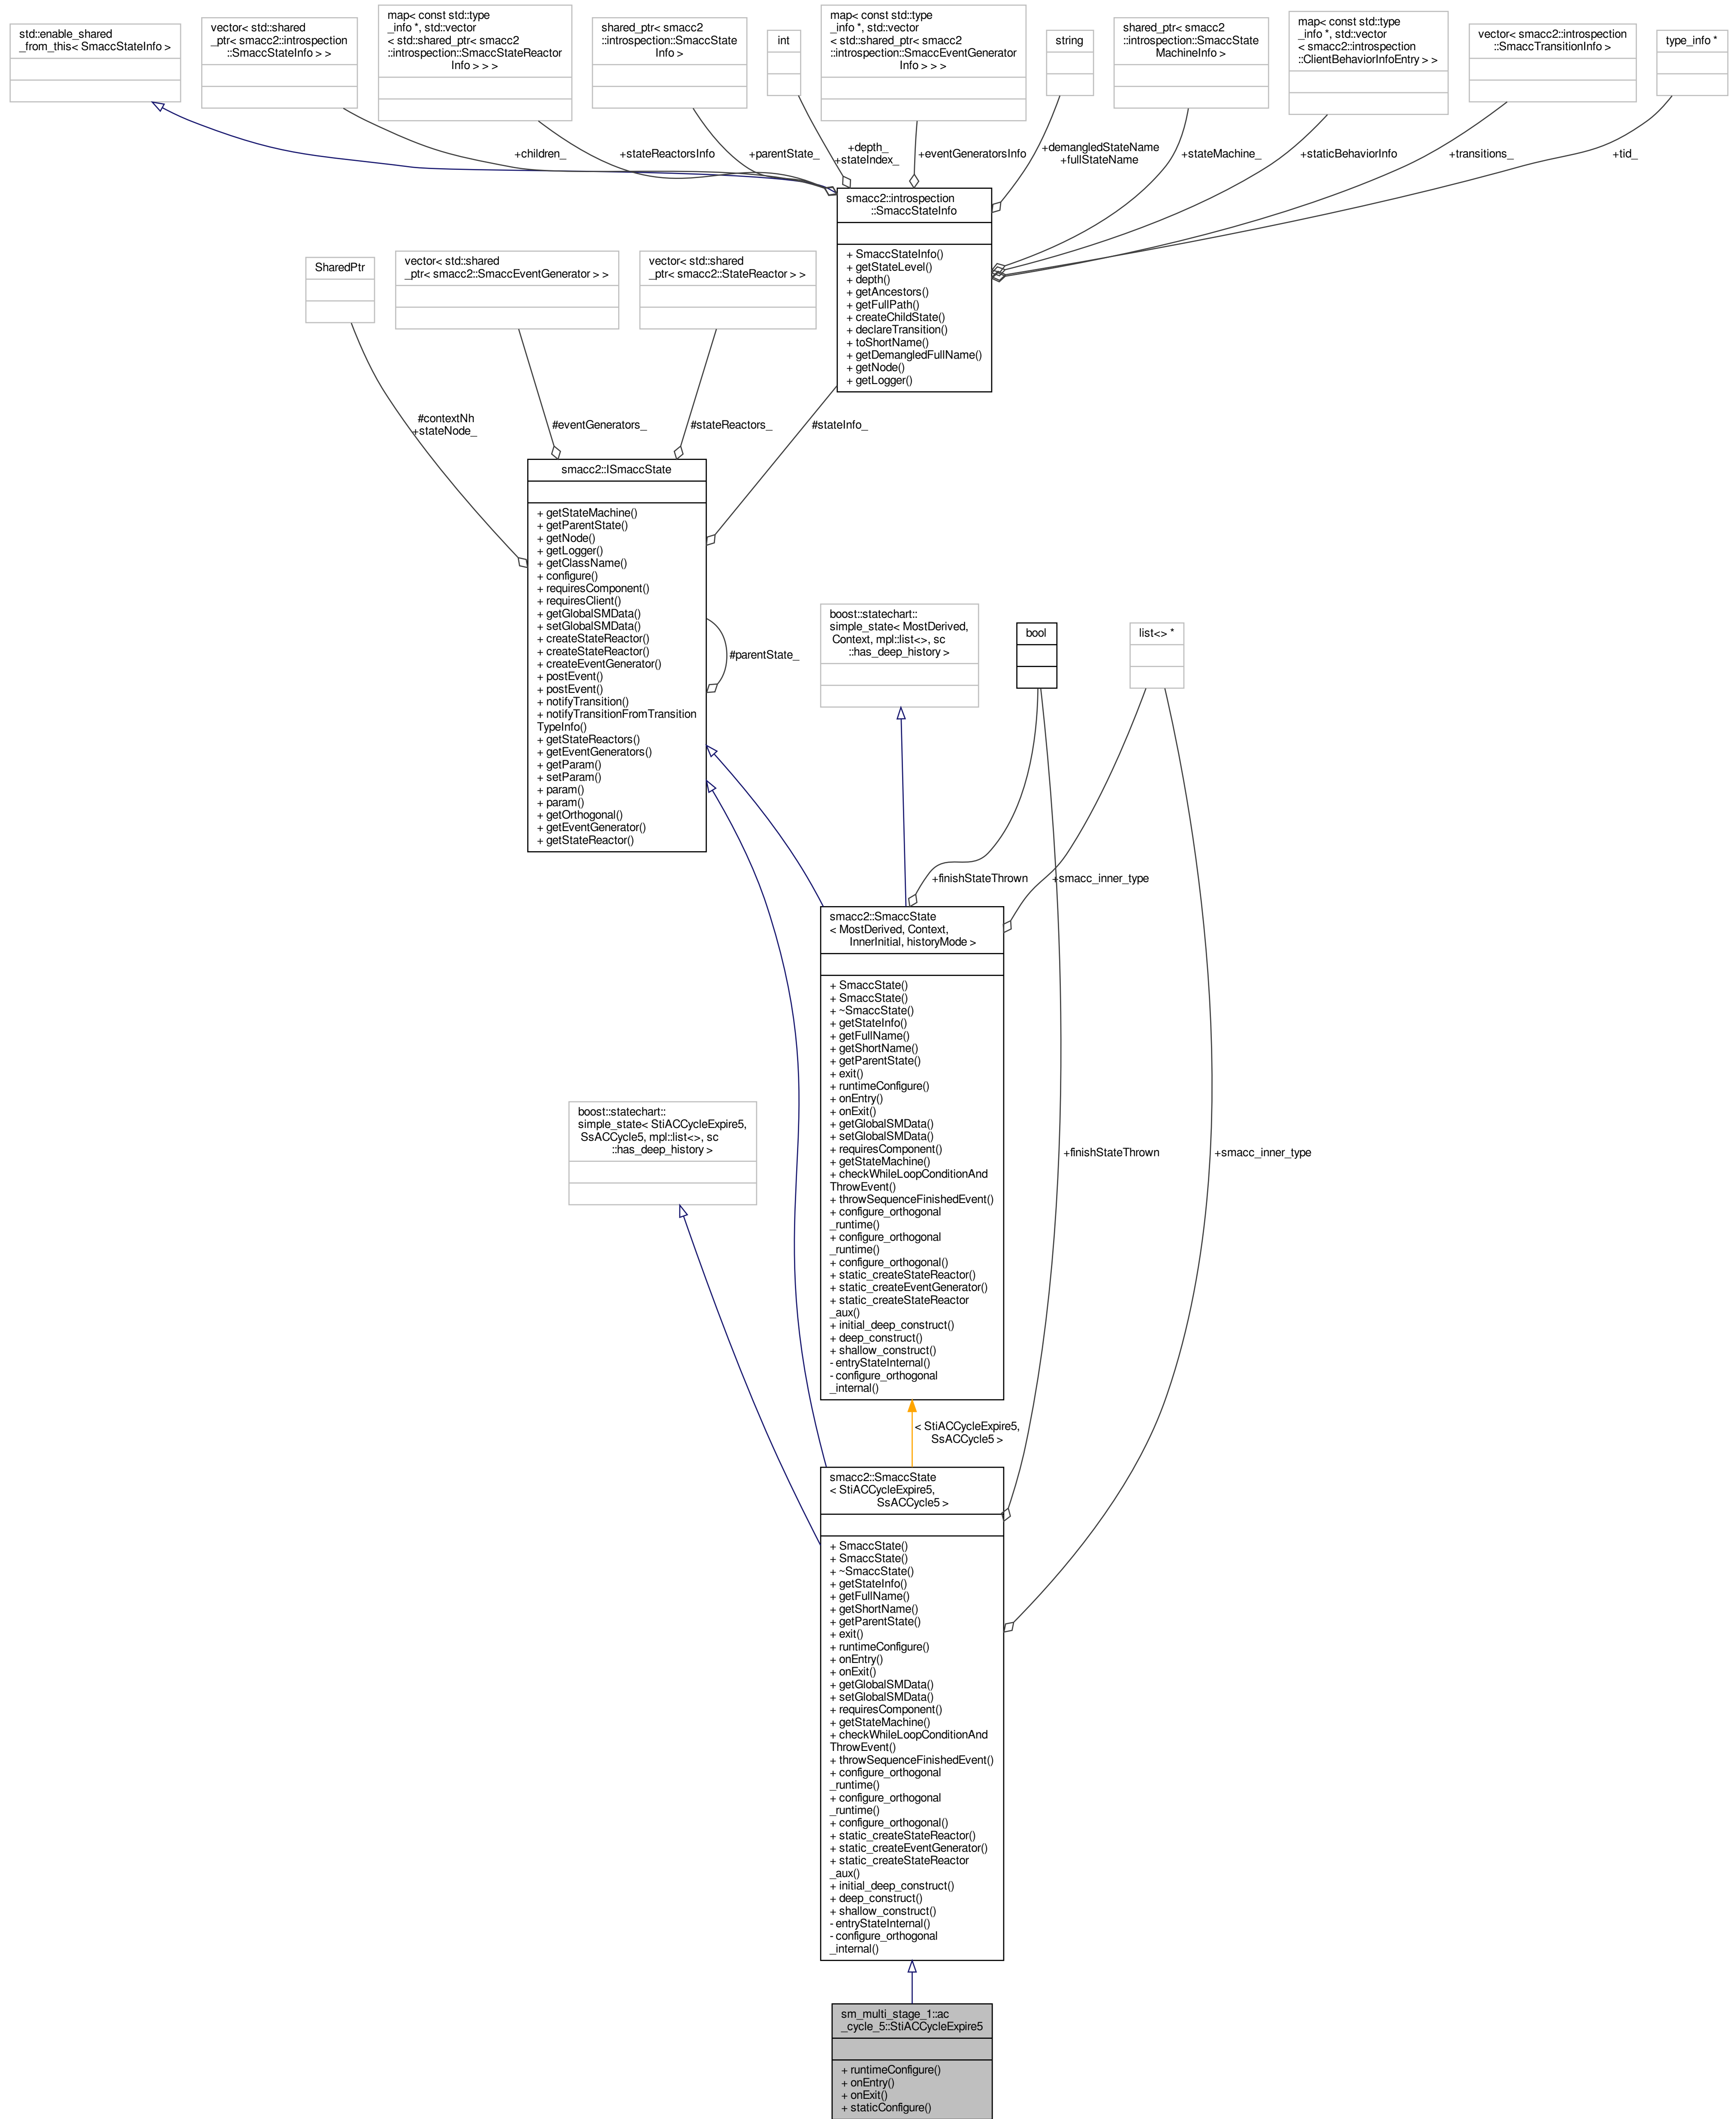 std::enable_shared
_from_this< SmaccStateInfo >
vector< std::shared
_ptr< smacc2::introspection
::SmaccStateInfo > >
map< const std::type
_info *, std::vector
< std::shared_ptr< smacc2
::introspection::SmaccStateReactor
Info > > >
shared_ptr< smacc2
::introspection::SmaccState
Info >
int
map< const std::type
_info *, std::vector
< std::shared_ptr< smacc2
::introspection::SmaccEventGenerator
Info > > >
string
shared_ptr< smacc2
::introspection::SmaccState
MachineInfo >
map< const std::type
_info *, std::vector
< smacc2::introspection
::ClientBehaviorInfoEntry > >
vector< smacc2::introspection
::SmaccTransitionInfo >
type_info *
+children_
+stateReactorsInfo
+parentState_
+depth_
+stateIndex_
+eventGeneratorsInfo
+demangledStateName
+fullStateName
+stateMachine_
+staticBehaviorInfo
+transitions_
+tid_
smacc2::introspection
::SmaccStateInfo
+ SmaccStateInfo()
+ getStateLevel()
+ depth()
+ getAncestors()
+ getFullPath()
+ createChildState()
+ declareTransition()
+ toShortName()
+ getDemangledFullName()
+ getNode()
+ getLogger()
SharedPtr
vector< std::shared
_ptr< smacc2::SmaccEventGenerator > >
vector< std::shared
_ptr< smacc2::StateReactor > >
#contextNh
+stateNode_
#eventGenerators_
#stateReactors_
#stateInfo_
smacc2::ISmaccState
+ getStateMachine()
+ getParentState()
+ getNode()
+ getLogger()
+ getClassName()
+ configure()
+ requiresComponent()
+ requiresClient()
+ getGlobalSMData()
+ setGlobalSMData()
+ createStateReactor()
+ createStateReactor()
+ createEventGenerator()
+ postEvent()
+ postEvent()
+ notifyTransition()
+ notifyTransitionFromTransition
TypeInfo()
+ getStateReactors()
+ getEventGenerators()
+ getParam()
+ setParam()
+ param()
+ param()
+ getOrthogonal()
+ getEventGenerator()
+ getStateReactor()
#parentState_
boost::statechart::
simple_state< MostDerived,
Context, mpl::list<>, sc
::has_deep_history >
bool
list<> *
+finishStateThrown
+smacc_inner_type
smacc2::SmaccState
< MostDerived, Context,
InnerInitial, historyMode >
+ SmaccState()
+ SmaccState()
+ ~SmaccState()
+ getStateInfo()
+ getFullName()
+ getShortName()
+ getParentState()
+ exit()
+ runtimeConfigure()
+ onEntry()
+ onExit()
+ getGlobalSMData()
+ setGlobalSMData()
+ requiresComponent()
+ getStateMachine()
+ checkWhileLoopConditionAnd
ThrowEvent()
+ throwSequenceFinishedEvent()
+ configure_orthogonal
_runtime()
+ configure_orthogonal
_runtime()
+ configure_orthogonal()
+ static_createStateReactor()
+ static_createEventGenerator()
+ static_createStateReactor
_aux()
+ initial_deep_construct()
+ deep_construct()
+ shallow_construct()
- entryStateInternal()
- configure_orthogonal
_internal()
boost::statechart::
simple_state< StiACCycleExpire5,
SsACCycle5, mpl::list<>, sc
::has_deep_history >
+finishStateThrown
+smacc_inner_type
< StiACCycleExpire5,
SsACCycle5 >
smacc2::SmaccState
< StiACCycleExpire5,
SsACCycle5 >
+ SmaccState()
+ SmaccState()
+ ~SmaccState()
+ getStateInfo()
+ getFullName()
+ getShortName()
+ getParentState()
+ exit()
+ runtimeConfigure()
+ onEntry()
+ onExit()
+ getGlobalSMData()
+ setGlobalSMData()
+ requiresComponent()
+ getStateMachine()
+ checkWhileLoopConditionAnd
ThrowEvent()
+ throwSequenceFinishedEvent()
+ configure_orthogonal
_runtime()
+ configure_orthogonal
_runtime()
+ configure_orthogonal()
+ static_createStateReactor()
+ static_createEventGenerator()
+ static_createStateReactor
_aux()
+ initial_deep_construct()
+ deep_construct()
+ shallow_construct()
- entryStateInternal()
- configure_orthogonal
_internal()
sm_multi_stage_1::ac
_cycle_5::StiACCycleExpire5
+ runtimeConfigure()
+ onEntry()
+ onExit()
+ staticConfigure()